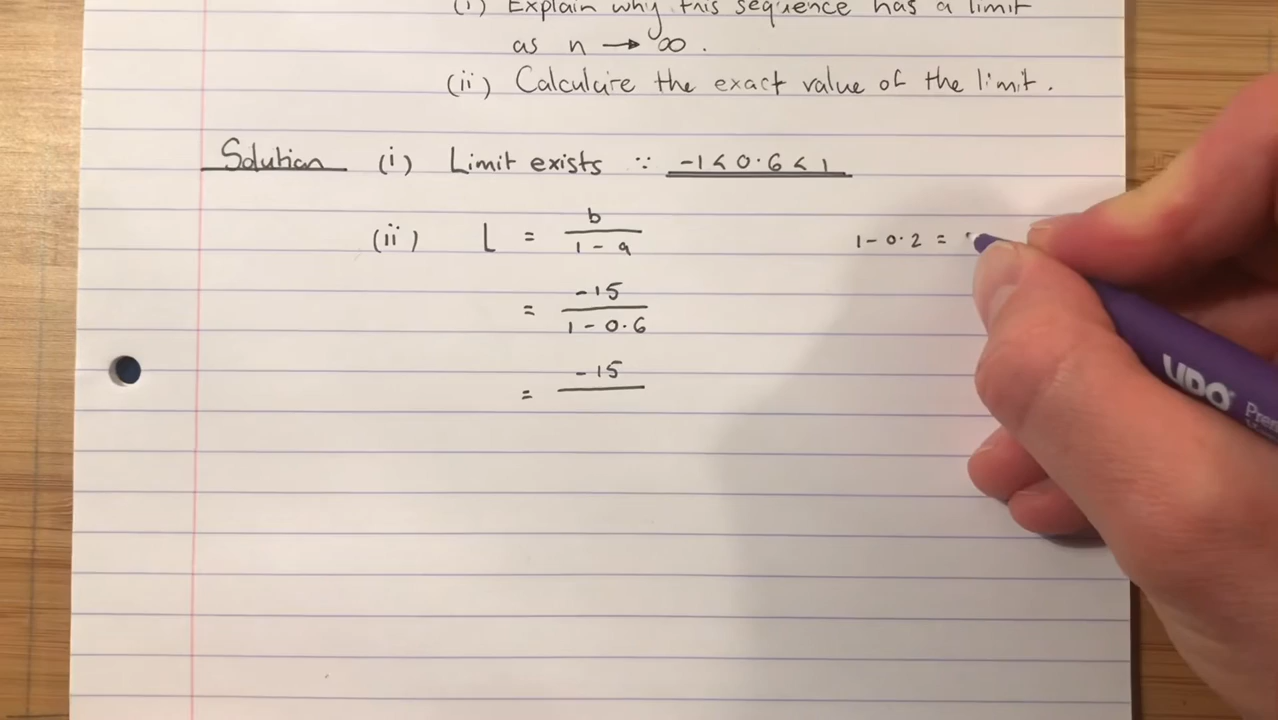 (i) Explain why this sequence has a limit
as n → ∞.
(ii) Calculate the exact value of the limit.
Solution (i) Limit exists ∵ -1 < 0.6 < 1
(ii) L = b / 1 - a
1 - 0.2 =
= -15 / 1 - 0.6
= -15
UDO